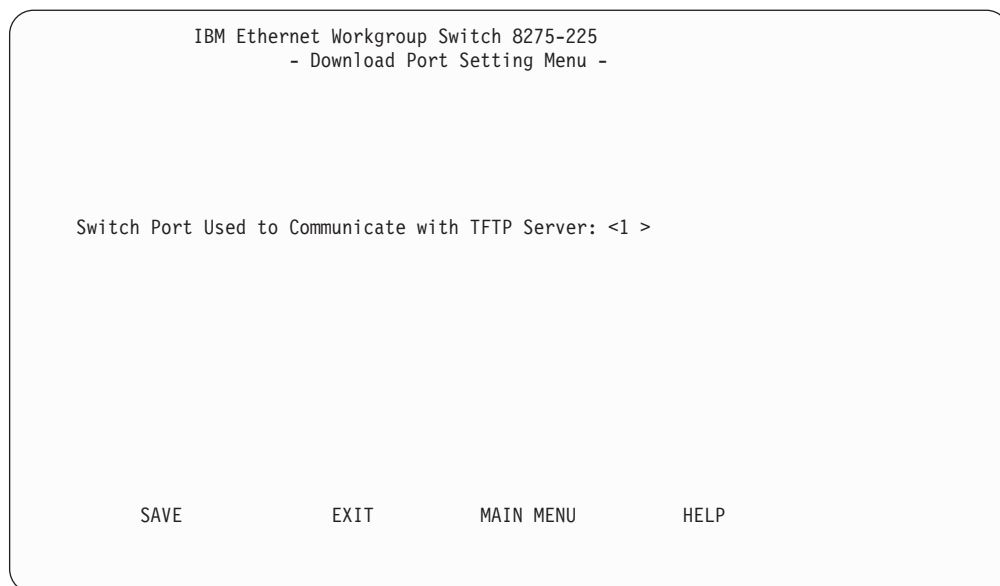 IBM Ethernet Workgroup Switch 8275-225
- Download Port Setting Menu -
Switch Port Used to Communicate with TFTP Server: <1 >
SAVE EXIT MAIN MENU HELP